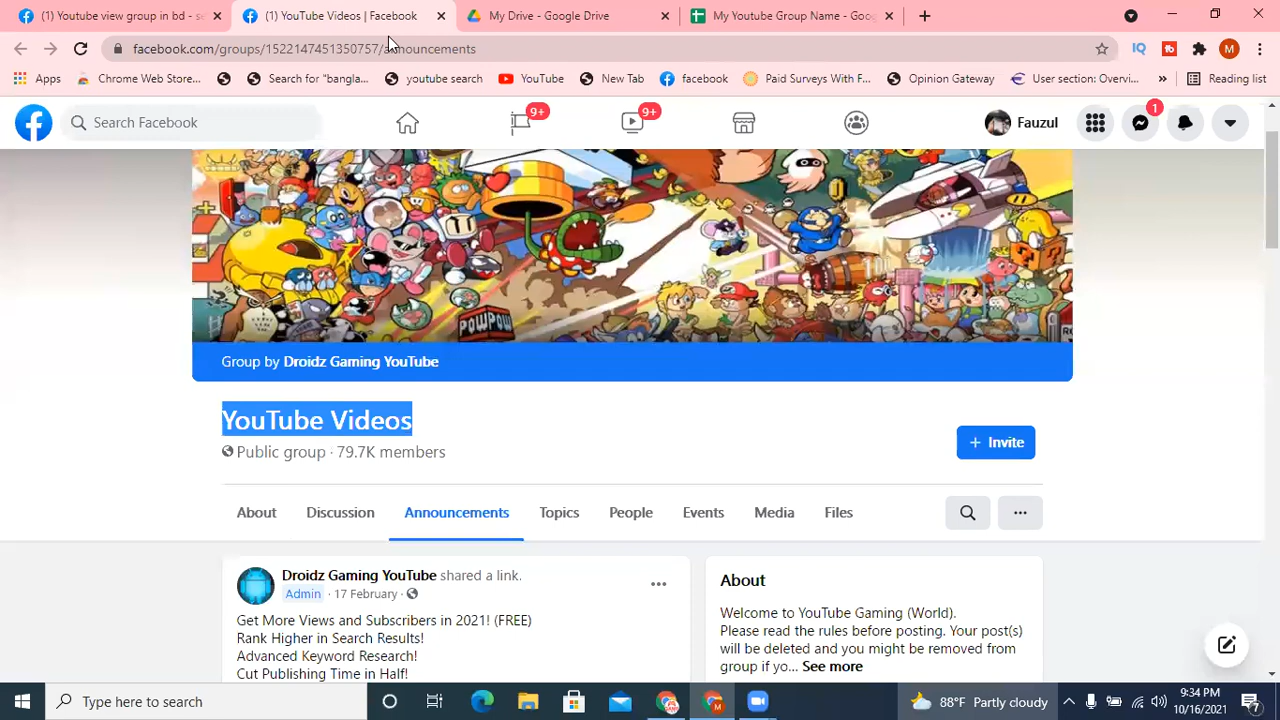 (1) Youtube view group in bd - se
(1) YouTube Videos | Facebook
My Drive - Google Drive
My Youtube Group Name - Goog
facebook.com/groups/1522147451350757/announcements
IQ
M
Apps
Chrome Web Store...
Search for "bangla...
youtube search
YouTube
New Tab
facebook
Paid Surveys With F...
Opinion Gateway
User section: Overvi...
»
Reading list
Search Facebook
9+
9+
Fauzul
1
POWPOW
Group by Droidz Gaming YouTube
YouTube Videos
Public group · 79.7K members
+ Invite
About
Discussion
Announcements
Topics
People
Events
Media
Files
Droidz Gaming YouTube shared a link.
Admin · 17 February ·
Get More Views and Subscribers in 2021! (FREE)
Rank Higher in Search Results!
Advanced Keyword Research!
Cut Publishing Time in Half!
About
Welcome to YouTube Gaming (World).
Please read the rules before posting. Your post(s)
will be deleted and you might be removed from
group if yo... See more
Type here to search
88°F Partly cloudy
9:34 PM
10/16/2021
7